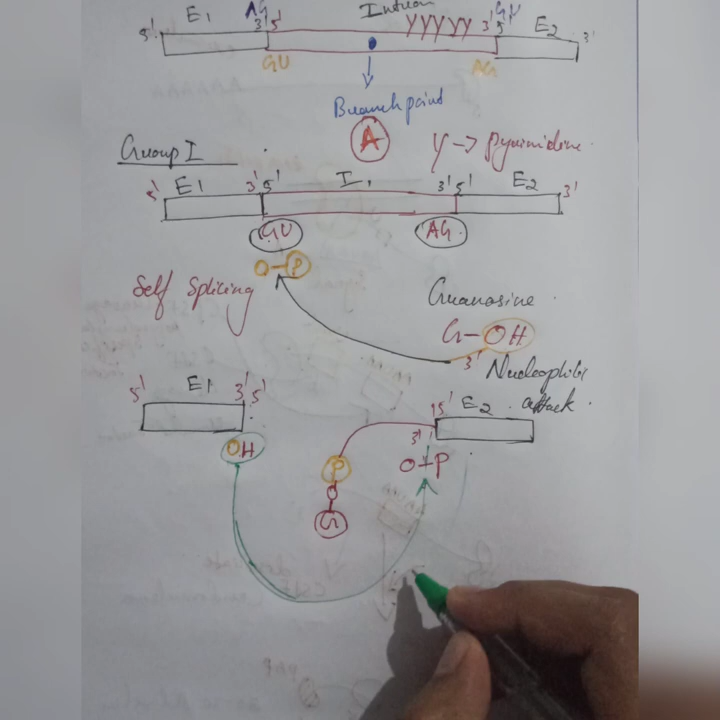 E1 AG Intron GU E2
5' 3' 5' YYYYY 3' 5' 3'
GU AG
Branch point
A Y → pyrimidine.
Group I
5' E1 3' 5' I1 3' 5' E2 3'
GU AG
O-P
Self Splicing Guanosine
G-OH
3' Nucleophilic
attack.
5' E1 3' 5' 5' E2
3'
OH P O-P
O
G